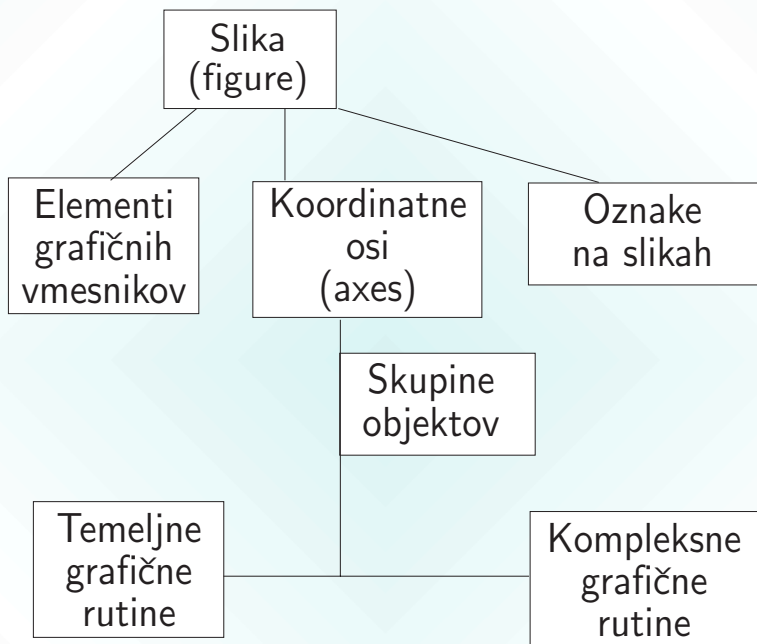 Slika
(figure)
Elementi
grafičnih
vmesnikov
Koordinatne
osi
(axes)
Oznake
na slikah
Skupine
objektov
Temeljne
grafične
rutine
Kompleksne
grafične
rutine